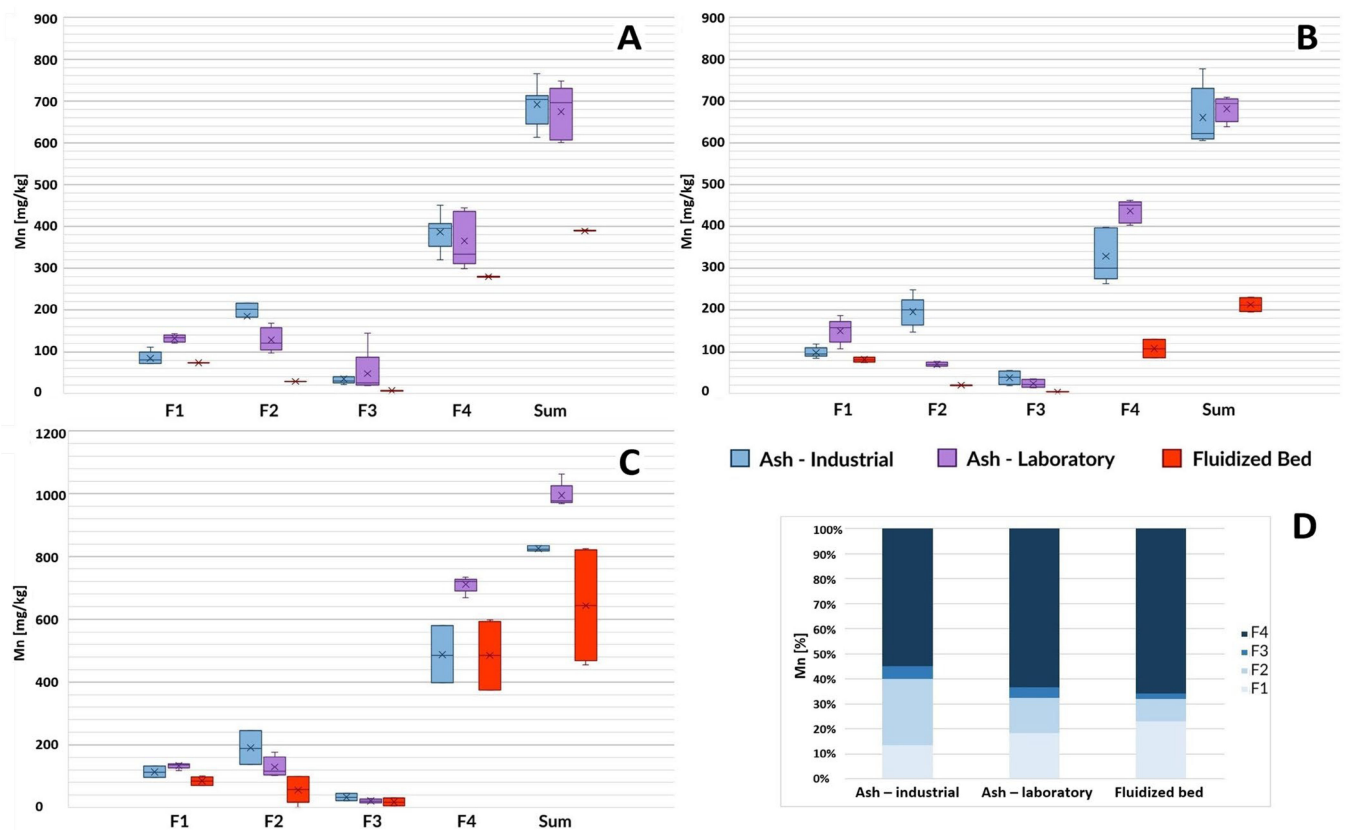 900
800
700
600
500
400
300
200
100
0
Mn [mg/kg]
F1 F2 F3 F4 Sum
A
900
800
700
600
500
400
300
200
100
0
Mn [mg/kg]
F1 F2 F3 F4 Sum
B
1200
1000
800
600
400
200
0
Mn [mg/kg]
F1 F2 F3 F4 Sum
C
Ash - Industrial Ash - Laboratory Fluidized Bed
D
100%
90%
80%
70%
60%
50%
40%
30%
20%
10%
0%
Mn [%]
Ash – industrial Ash – laboratory Fluidized bed
F4
F3
F2
F1